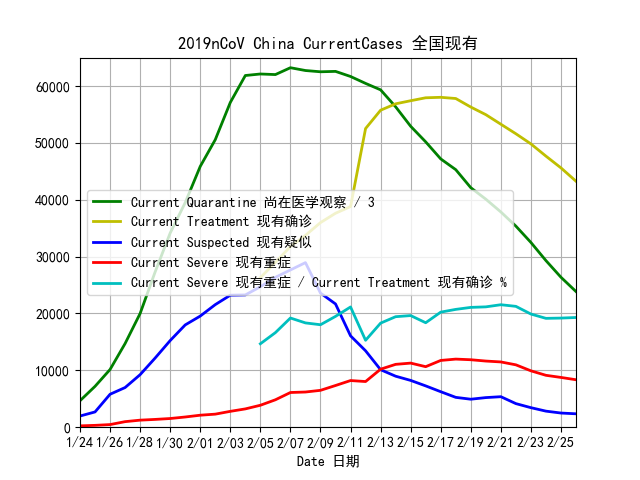 2019nCoV China CurrentCases 全国现有
60000
50000
40000
30000
20000
10000
0
Current Quarantine 尚在医学观察 / 3
Current Treatment 现有确诊
Current Suspected 现有疑似
Current Severe 现有重症
Current Severe 现有重症 / Current Treatment 现有确诊 %
1/24 1/26 1/28 1/30 2/01 2/03 2/05 2/07 2/09 2/11 2/13 2/15 2/17 2/19 2/21 2/23 2/25
Date 日期